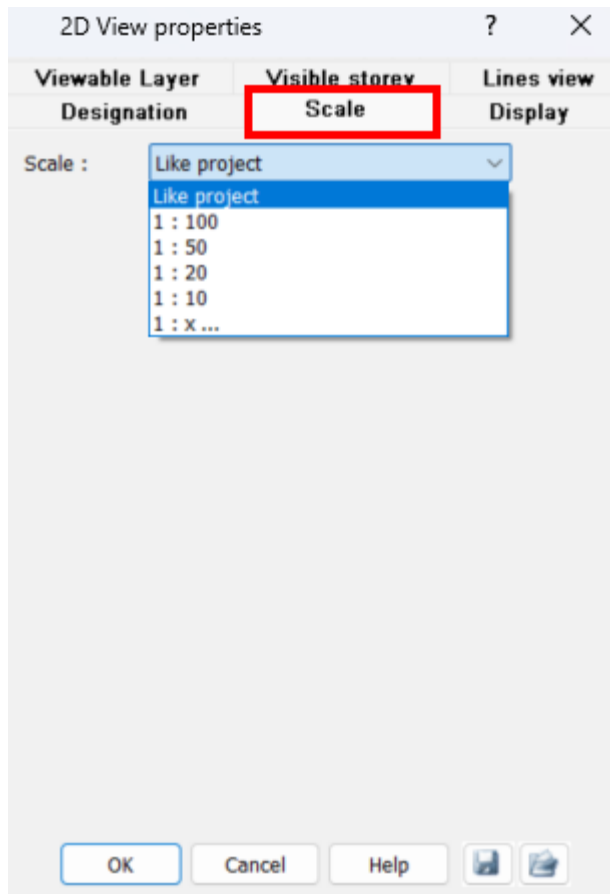 2D View properties ? ×
Viewable Layer Visible storey Lines view
Designation Scale Display
Scale : Like project
Like project
1 : 100
1 : 50
1 : 20
1 : 10
1 : x ...
OK Cancel Help